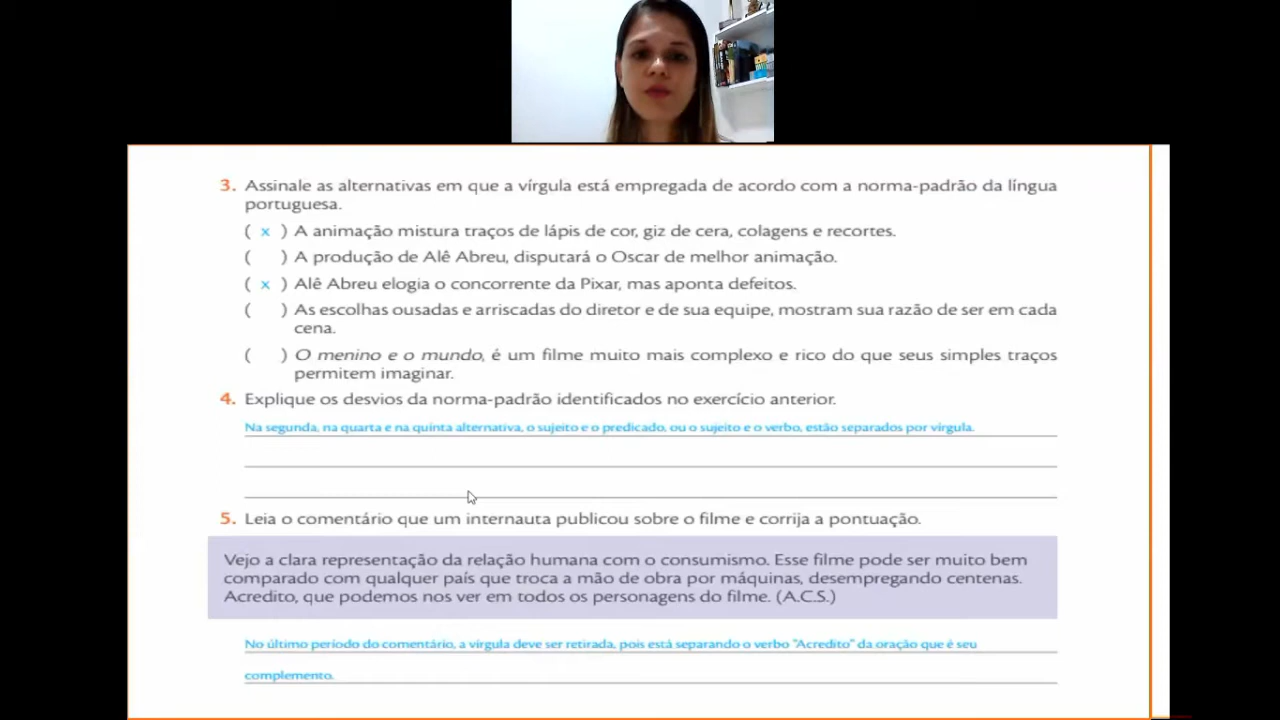 3. Assinale as alternativas em que a vírgula está empregada de acordo com a norma-padrão da língua
portuguesa.
( x ) A animação mistura traços de lápis de cor, giz de cera, colagens e recortes.
( ) A produção de Alê Abreu, disputará o Oscar de melhor animação.
( x ) Alê Abreu elogia o concorrente da Pixar, mas aponta defeitos.
( ) As escolhas ousadas e arriscadas do diretor e de sua equipe, mostram sua razão de ser em cada
cena.
( ) O menino e o mundo, é um filme muito mais complexo e rico do que seus simples traços
permitem imaginar.
4. Explique os desvios da norma-padrão identificados no exercício anterior.
Na segunda, na quarta e na quinta alternativa, o sujeito e o predicado, ou o sujeito e o verbo, estão separados por vírgula.
5. Leia o comentário que um internauta publicou sobre o filme e corrija a pontuação.
Vejo a clara representação da relação humana com o consumismo. Esse filme pode ser muito bem
comparado com qualquer país que troca a mão de obra por máquinas, desempregando centenas.
Acredito, que podemos nos ver em todos os personagens do filme. (A.C.S.)
No último período do comentário, a vírgula deve ser retirada, pois está separando o verbo "Acredito" da oração que é seu
complemento.